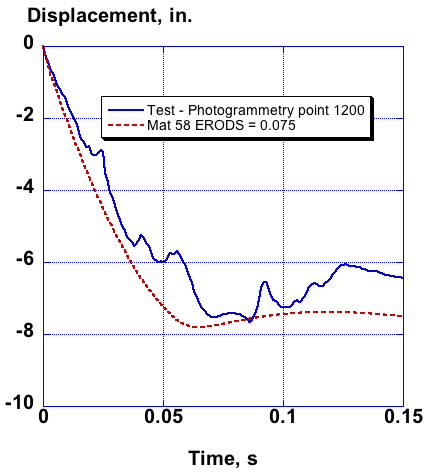 Displacement, in.
0
Test - Photogrammetry point 1200
Mat 58 ERODS = 0.075
-2
-4
-6
-8
-10
0 0.05 0.1 0.15
Time, s